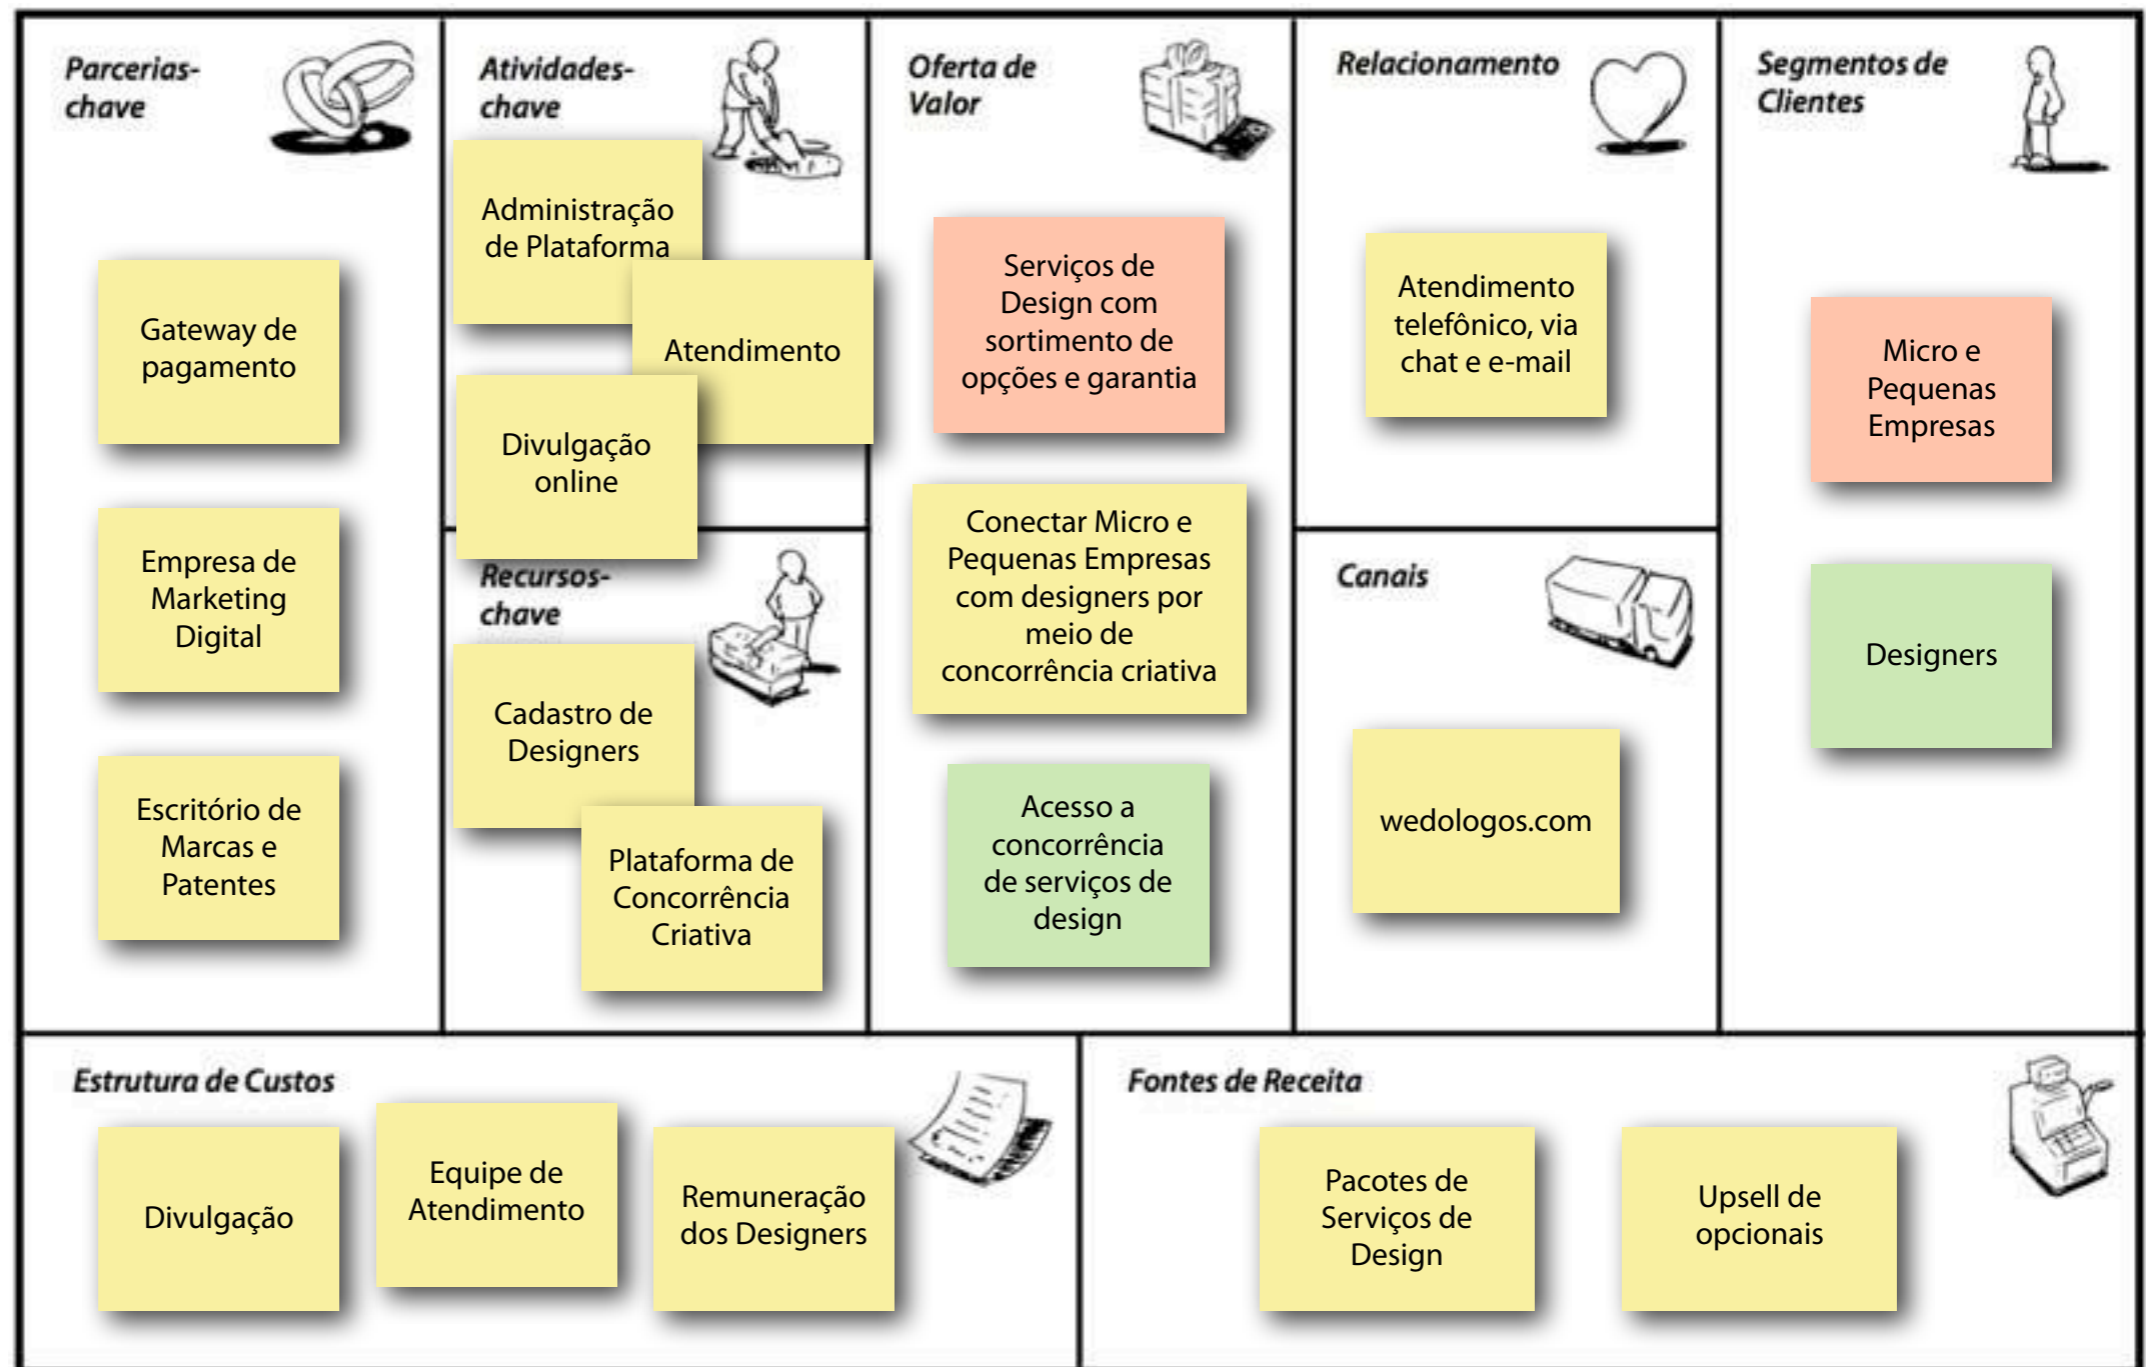 Parcerias-
chave
Gateway de
pagamento
Empresa de
Marketing
Digital
Escritório de
Marcas e
Patentes
Atividades-
chave
Administração
de Plataforma
Atendimento
Divulgação
online
Recursos-
chave
Cadastro de
Designers
Plataforma de
Concorrência
Criativa
Oferta de
Valor
Serviços de
Design com
sortimento de
opções e garantia
Conectar Micro e
Pequenas Empresas
com designers por
meio de
concorrência criativa
Acesso a
concorrência
de serviços de
design
Relacionamento
Atendimento
telefônico, via
chat e e-mail
Canais
wedologos.com
Segmentos de
Clientes
Micro e
Pequenas
Empresas
Designers
Estrutura de Custos
Divulgação
Equipe de
Atendimento
Remuneração
dos Designers
Fontes de Receita
Pacotes de
Serviços de
Design
Upsell de
opcionais